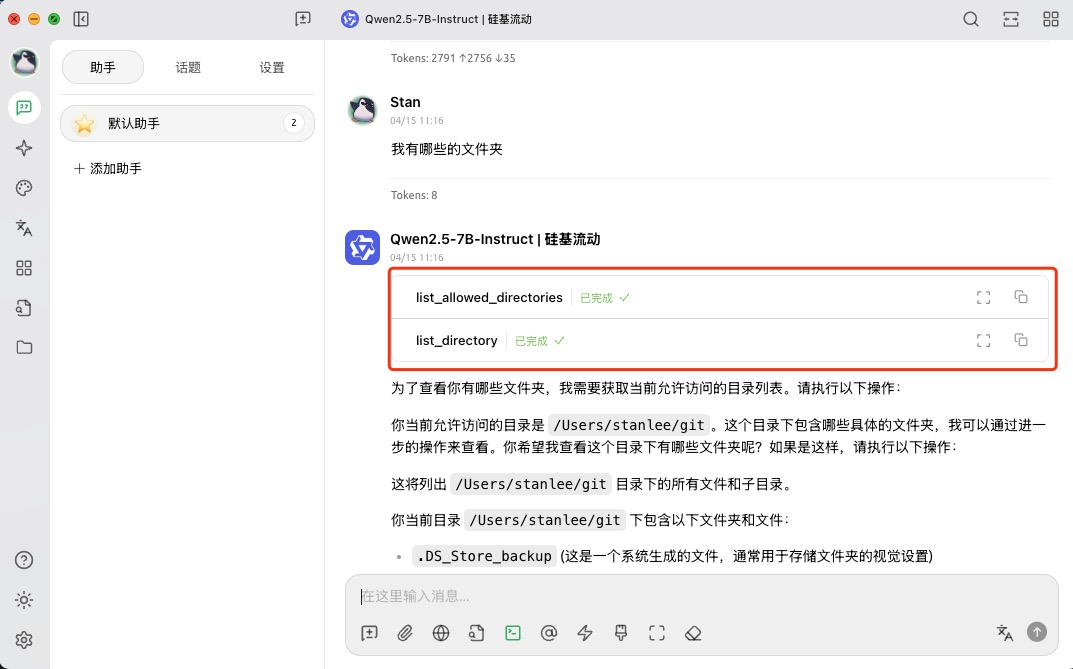 Qwen2.5-7B-Instruct | 硅基流动
助手
话题
设置
默认助手
2
添加助手
Tokens: 2791 ↑2756 ↓35
Stan
04/15 11:16
我有哪些的文件夹
Tokens: 8
Qwen2.5-7B-Instruct | 硅基流动
04/15 11:16
list_allowed_directories 已完成 ✓
list_directory 已完成 ✓
为了查看你有哪些文件夹，我需要获取当前允许访问的目录列表。请执行以下操作：
你当前允许访问的目录是 /Users/stanlee/git 。这个目录下包含哪些具体的文件夹，我可以通过进一
步的操作来查看。你希望我查看这个目录下有哪些文件夹呢？如果是这样，请执行以下操作：
这将列出 /Users/stanlee/git 目录下的所有文件和子目录。
你当前目录 /Users/stanlee/git 下包含以下文件夹和文件：
• .DS_Store_backup (这是一个系统生成的文件，通常用于存储文件夹的视觉设置)
在这里输入消息...